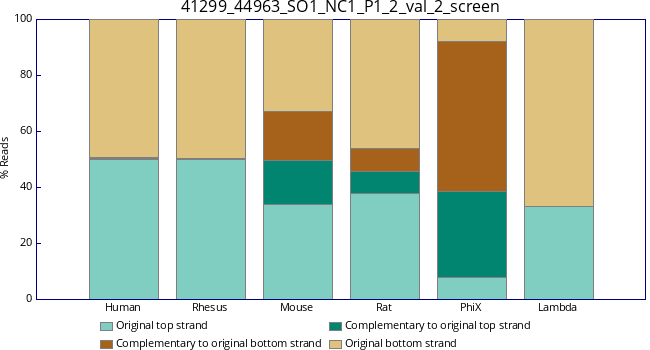 41299_44963_SO1_NC1_P1_2_val_2_screen
100
80
60
40
20
0
% Reads
Human Rhesus Mouse Rat PhiX Lambda
Original top strand Complementary to original top strand
Complementary to original bottom strand Original bottom strand